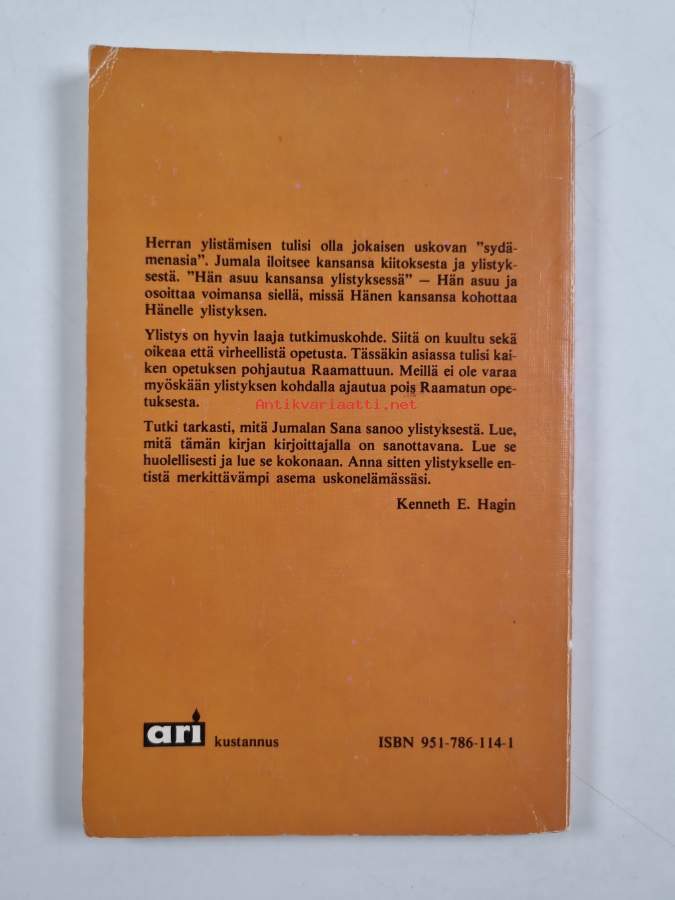 Herran ylistämisen tulisi olla jokaisen uskovan "sydä-
menasia". Jumala iloitsee kansansa kiitoksesta ja ylistyk-
sestä. "Hän asuu kansansa ylistyksessä" – Hän asuu ja
osoittaa voimansa siellä, missä Hänen kansansa kohottaa
Hänelle ylistyksen.
Ylistys on hyvin laaja tutkimuskohde. Siitä on kuultu sekä
oikeaa että virheellistä opetusta. Tässäkin asiassa tulisi kai-
ken opetuksen pohjautua Raamattuun. Meillä ei ole varaa
myöskään ylistyksen kohdalla ajautua pois Raamatun ope-
tuksesta.
Antikvariaatti.net
Tutki tarkasti, mitä Jumalan Sana sanoo ylistyksestä. Lue,
mitä tämän kirjan kirjoittajalla on sanottavana. Lue se
huolellisesti ja lue se kokonaan. Anna sitten ylistykselle en-
tistä merkittävämpi asema uskonelämässäsi.
Kenneth E. Hagin
ari kustannus
ISBN 951-786-114-1